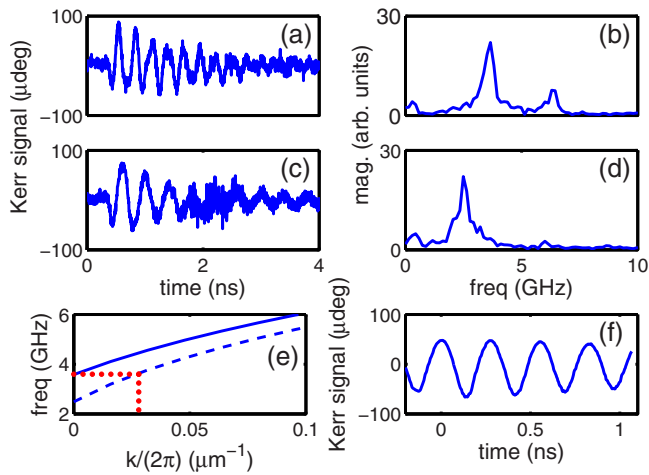 100
(a)
−100
Kerr signal (μdeg)
30
(b)
0
mag. (arb. units)
100
(c)
−100
0
2
4
time (ns)
30
(d)
0
0
5
10
freq (GHz)
6
4
2
freq (GHz)
(e)
0
0.05
0.1
k/(2π) (μm⁻¹)
100
0
−100
Kerr signal (μdeg)
(f)
0
0.5
1
time (ns)